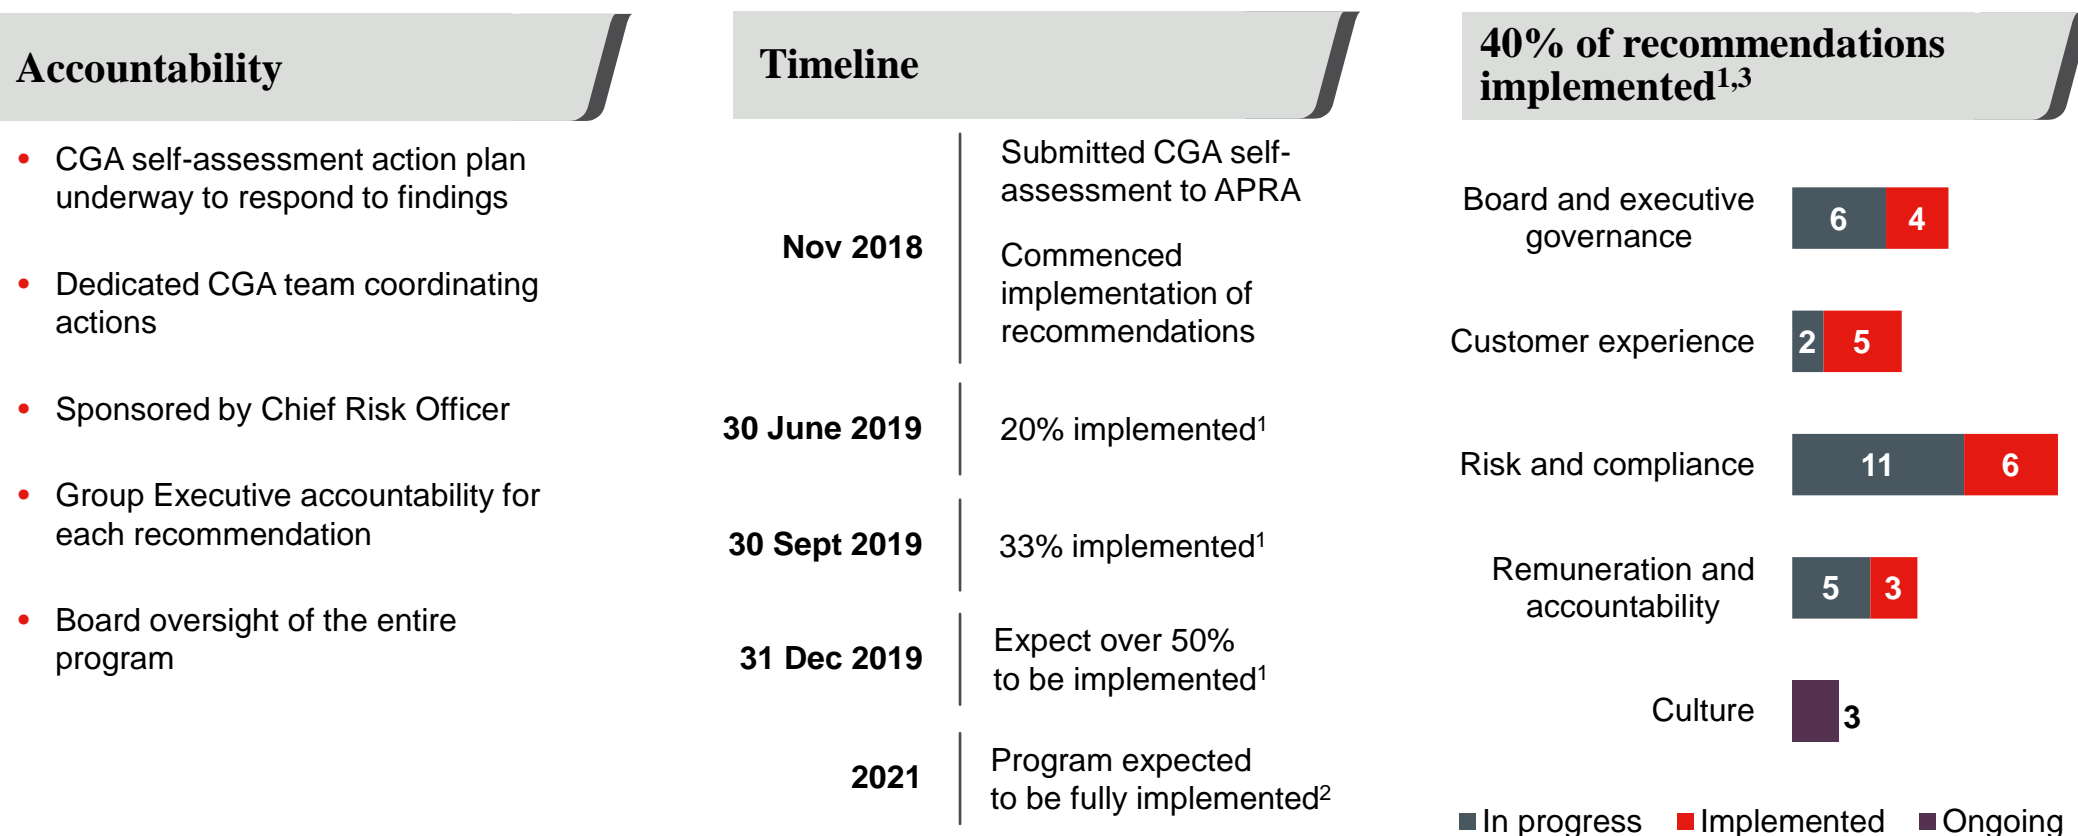 Accountability
• CGA self-assessment action plan
underway to respond to findings
• Dedicated CGA team coordinating
actions
• Sponsored by Chief Risk Officer
• Group Executive accountability for
each recommendation
• Board oversight of the entire
program
Timeline
Nov 2018
Submitted CGA self-
assessment to APRA
Commenced
implementation of
recommendations
30 June 2019
20% implemented¹
30 Sept 2019
33% implemented¹
31 Dec 2019
Expect over 50%
to be implemented¹
2021
Program expected
to be fully implemented²
40% of recommendations
implemented¹,³
Board and executive
governance
6 4
Customer experience
2 5
Risk and compliance
11 6
Remuneration and
accountability
5 3
Culture
3
In progress Implemented Ongoing